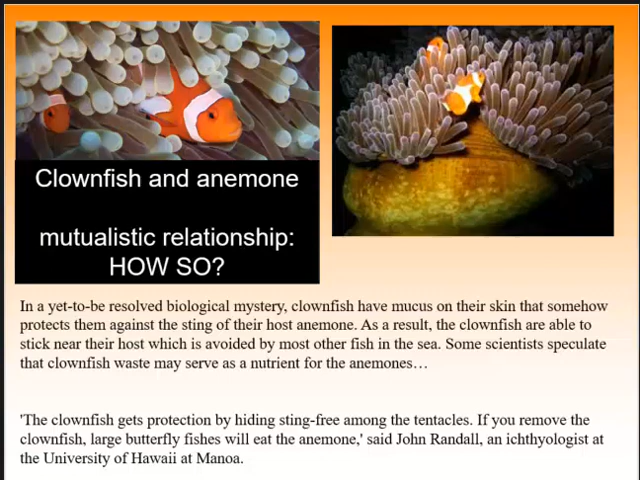 Clownfish and anemone
mutualistic relationship:
HOW SO?
In a yet-to-be resolved biological mystery, clownfish have mucus on their skin that somehow
protects them against the sting of their host anemone. As a result, the clownfish are able to
stick near their host which is avoided by most other fish in the sea. Some scientists speculate
that clownfish waste may serve as a nutrient for the anemones…
'The clownfish gets protection by hiding sting-free among the tentacles. If you remove the
clownfish, large butterfly fishes will eat the anemone,' said John Randall, an ichthyologist at
the University of Hawaii at Manoa.